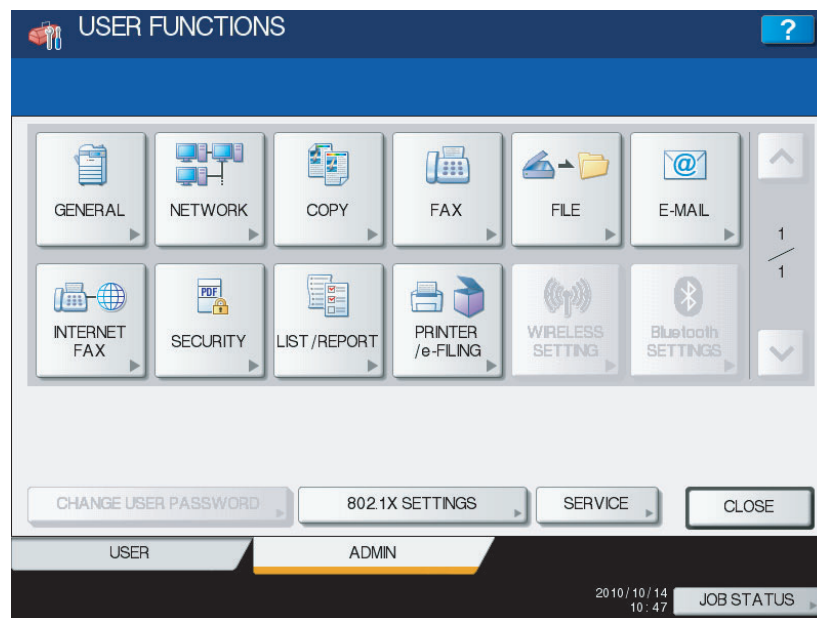 USER FUNCTIONS
?
GENERAL
NETWORK
COPY
FAX
FILE
@
E-MAIL
1
1
INTERNET
FAX
PDF
SECURITY
LIST/REPORT
PRINTER
/e-FILING
WIRELESS
SETTING
Bluetooth
SETTINGS
CHANGE USER PASSWORD
802.1X SETTINGS
SERVICE
CLOSE
USER
ADMIN
2010/10/14
10:47
JOB STATUS